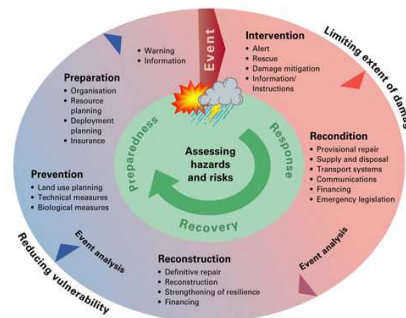 Event
• Warning
• Information
Intervention
• Alert
• Rescue
• Damage mitigation
• Information/
Instructions
Limiting extent of damag
Preparation
• Organisation
• Resource
planning
• Deployment
planning
• Insurance
Assessing
hazards
and risks
Preparedness
Response
Recovery
Recondition
• Provisional repair
• Supply and disposal
• Transport systems
• Communications
• Financing
• Emergency legislation
Prevention
• Land use planning
• Technical measures
• Biological measures
Event analysis
Event analysis
Reducing vulnerability
Reconstruction
• Definitive repair
• Reconstruction
• Strengthening of resilience
• Financing